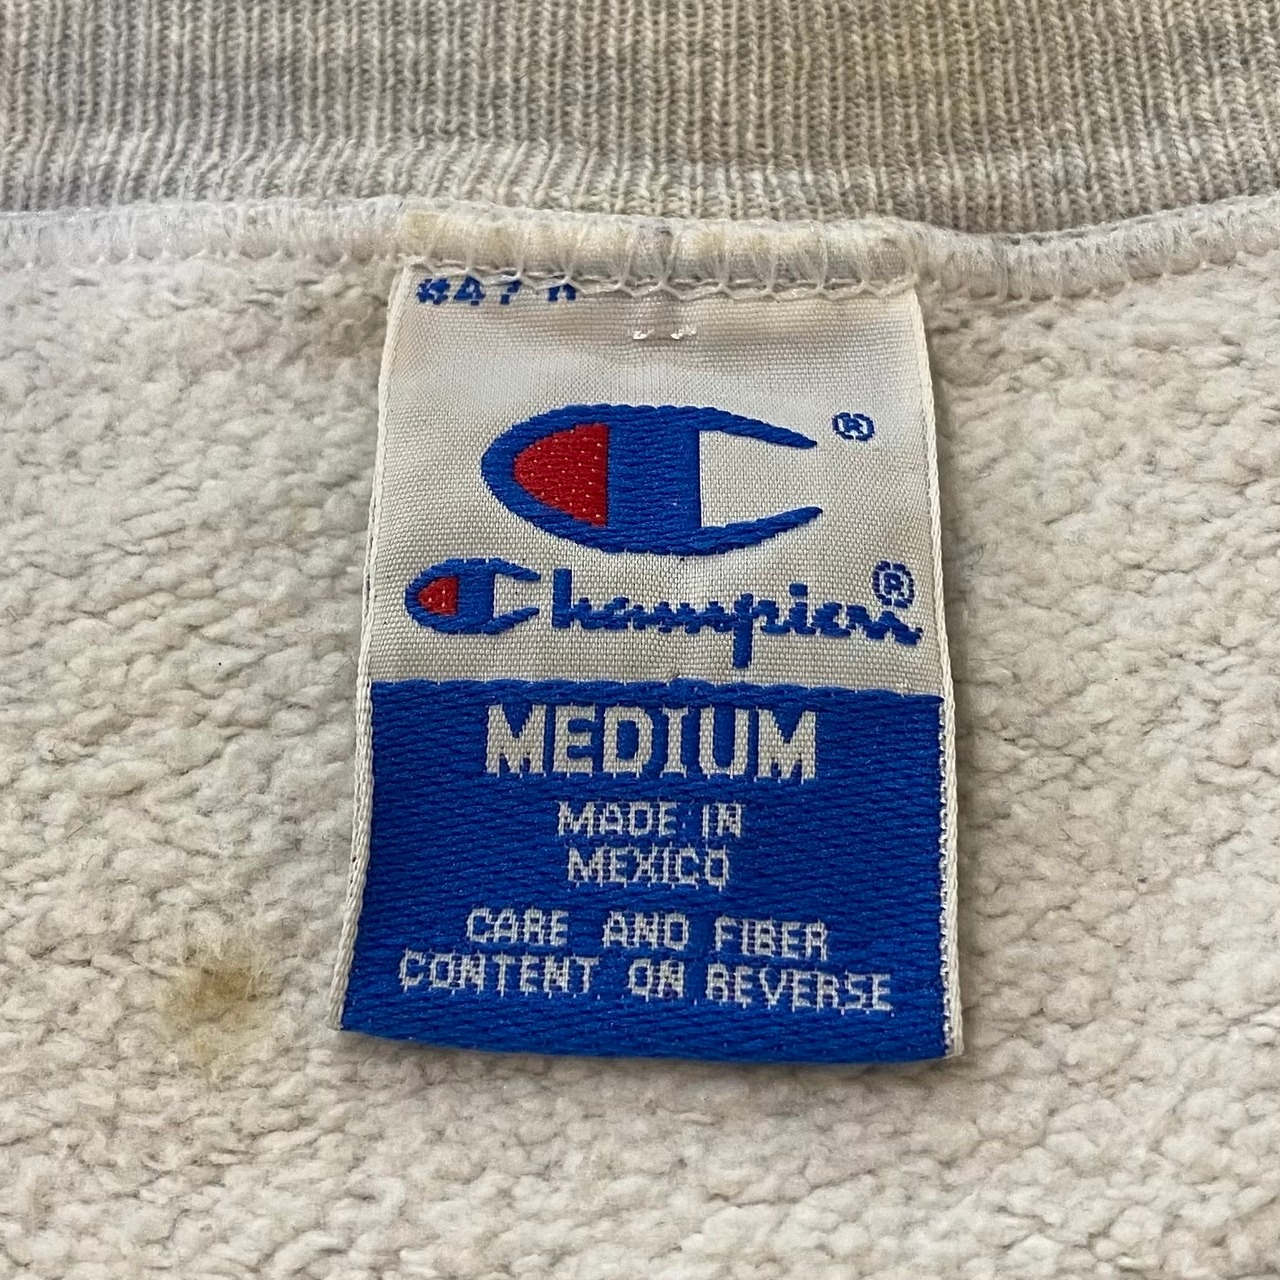 ®
Champion®
MEDIUM
MADE IN
MEXICO
CARE AND FIBER
CONTENT ON REVERSE